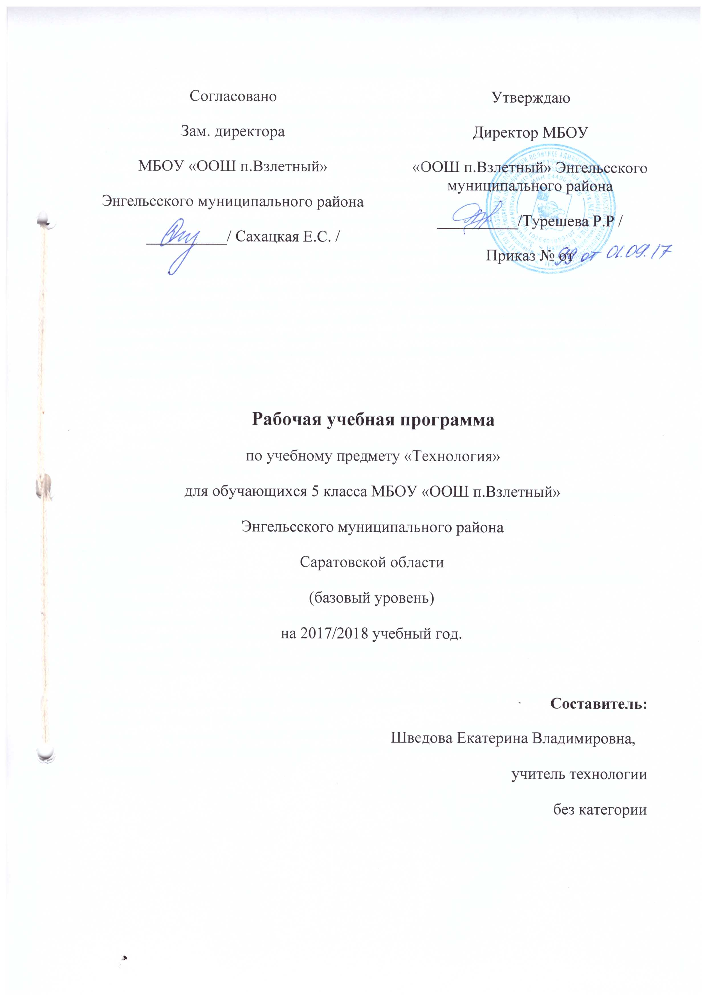 Согласовано
Зам. директора
МБОУ «ООШ п.Взлетный»
Энгельсского муниципального района
__________/ Сахацкая Е.С. /
Утверждаю
Директор МБОУ
«ООШ п.Взлетный» Энгельсского
муниципального района
__________/Турешева Р.Р /
Приказ № от 99 от 01.09.17
Рабочая учебная программа
по учебному предмету «Технология»
для обучающихся 5 класса МБОУ «ООШ п.Взлетный»
Энгельсского муниципального района
Саратовской области
(базовый уровень)
на 2017/2018 учебный год.
Составитель:
Шведова Екатерина Владимировна,
учитель технологии
без категории